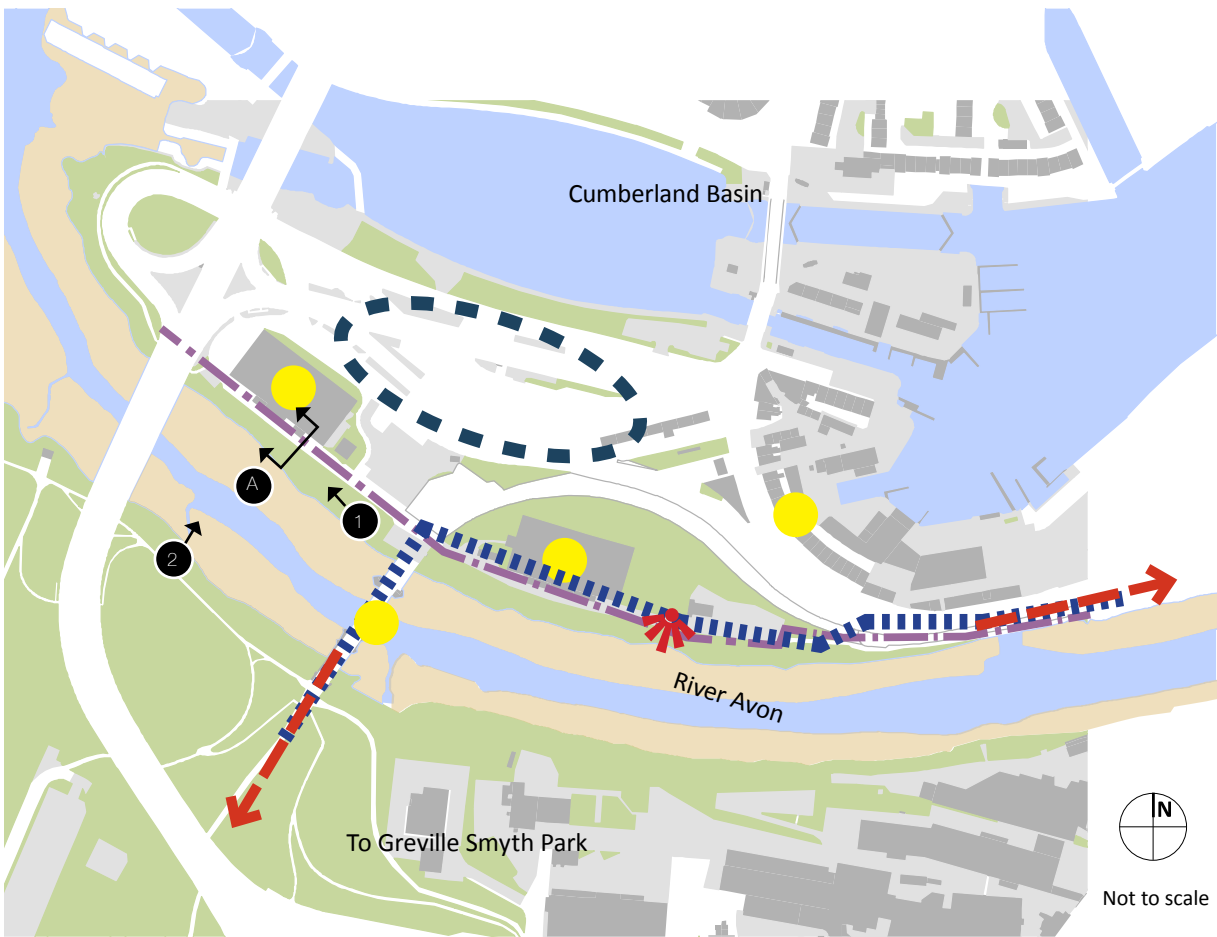 Cumberland Basin
A
1
2
River Avon
To Greville Smyth Park
N
Not to scale